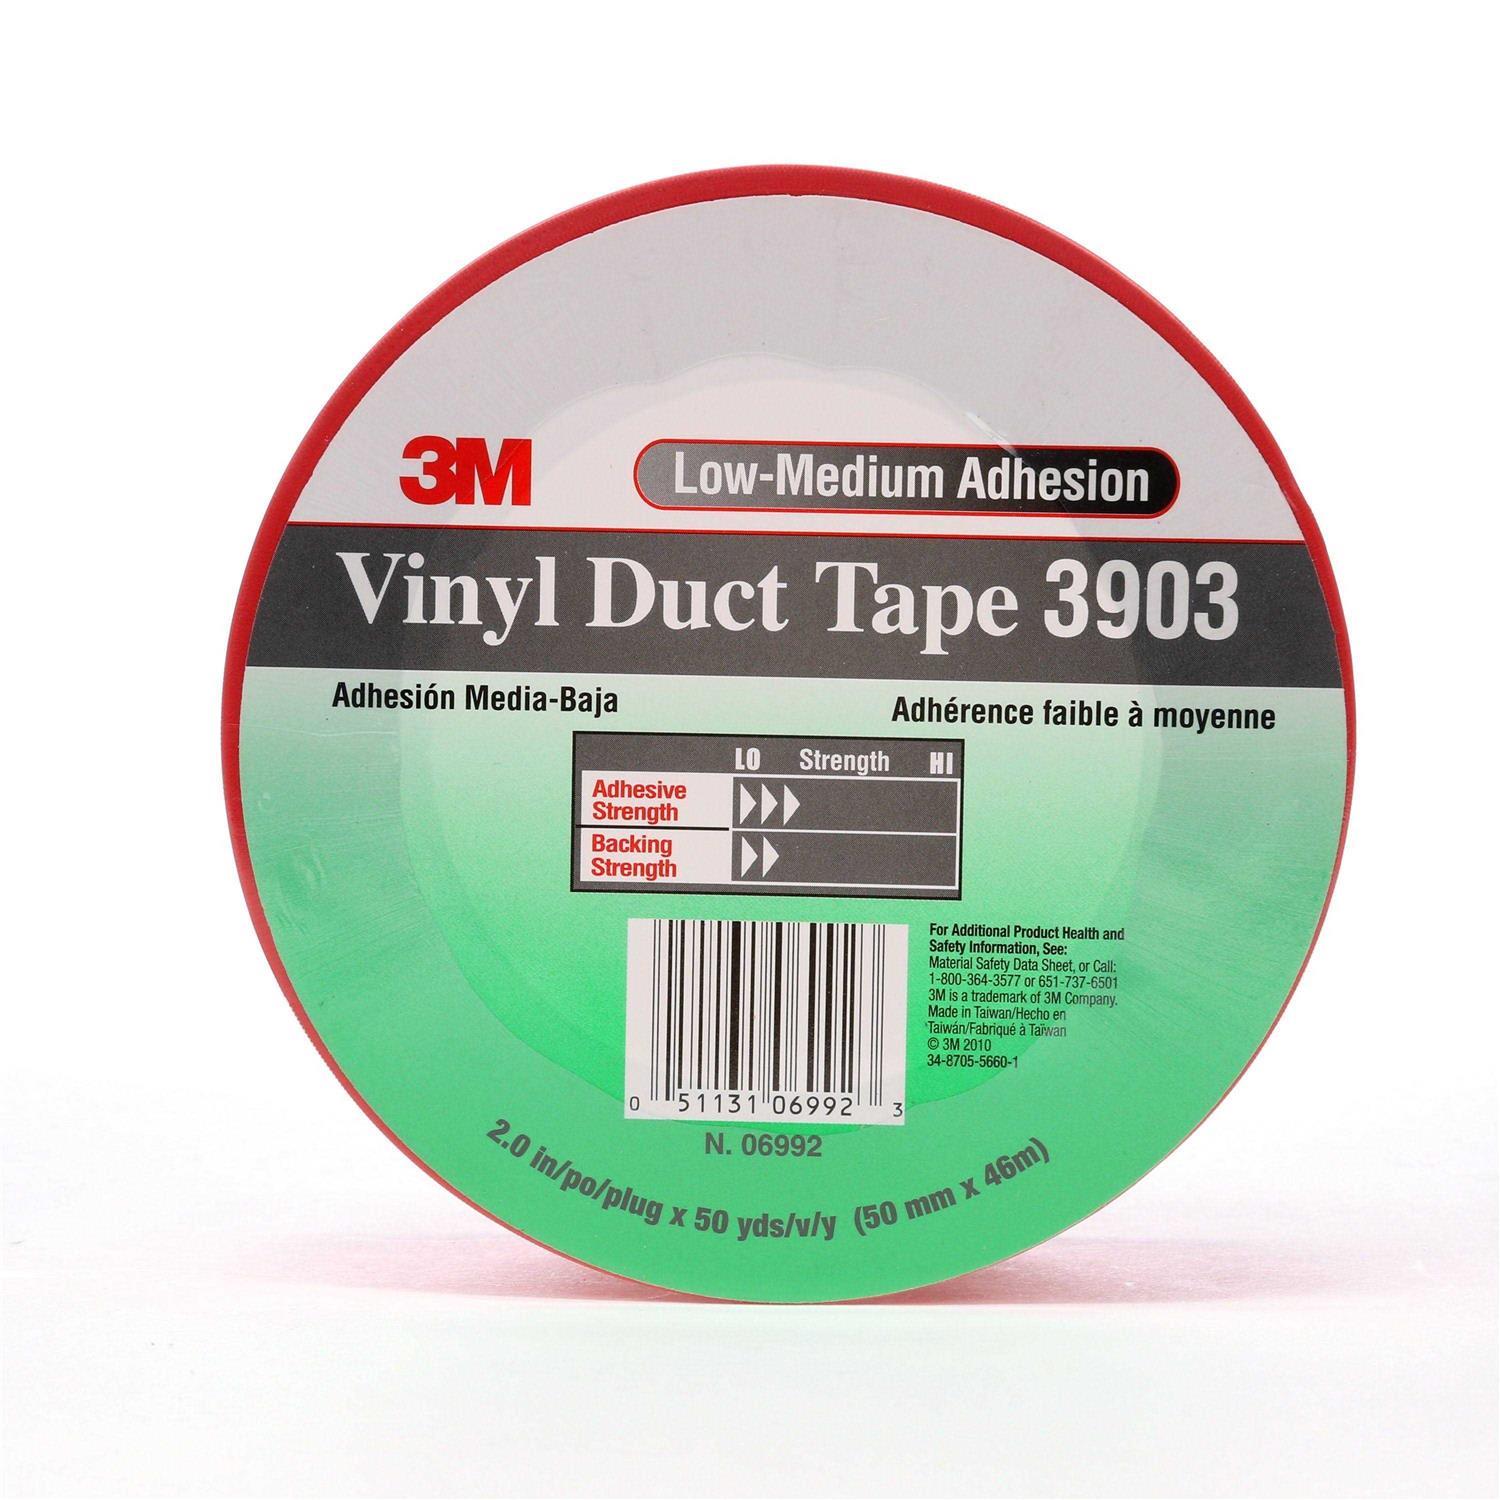 3M
Low-Medium Adhesion
Vinyl Duct Tape 3903
Adhesión Media-Baja
Adhérence faible à moyenne
LO Strength HI
Adhesive
Strength
Backing
Strength
For Additional Product Health and
Safety Information, See:
Material Safety Data Sheet, or Call:
1-800-364-3577 or 651-737-6501
3M is a trademark of 3M Company.
Made in Taiwan/Hecho en
Taiwán/Fabriqué à Taïwan
© 3M 2010
34-8705-5660-1
0 51131 06992 3
N. 06992
2.0 in/po/plug x 50 yds/v/y (50 mm x 46m)